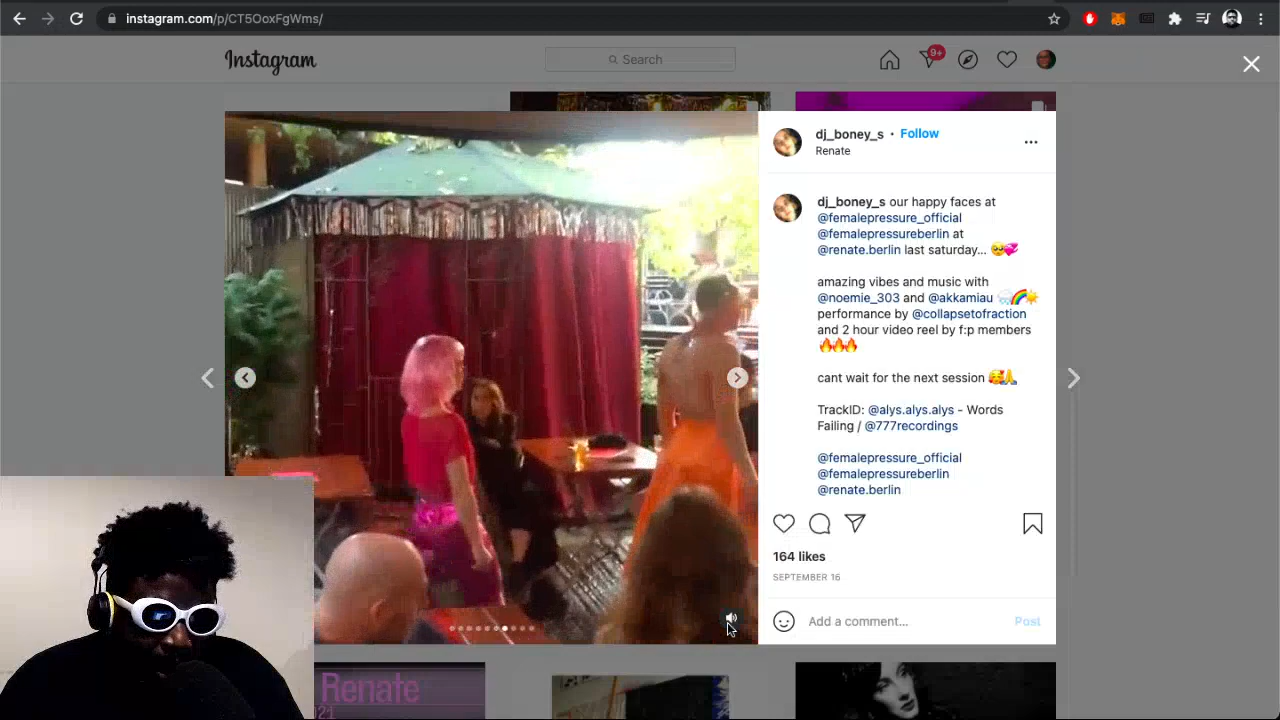 instagram.com/p/CT5OoxFgWms/
Instagram
Search
9+
dj_boney_s • Follow
Renate
dj_boney_s our happy faces at
@femalepressure_official
@femalepressureberlin at
@renate.berlin last saturday... 🥺💞
amazing vibes and music with
@noemie_303 and @akkamiau 🌧️🌈☀️
performance by @collapsetofraction
and 2 hour video reel by f:p members
🔥🔥🔥
cant wait for the next session 🥰🙏
TrackID: @alys.alys.alys - Words
Failing / @777recordings
@femalepressure_official
@femalepressureberlin
@renate.berlin
164 likes
SEPTEMBER 16
Add a comment...
Post
Renate